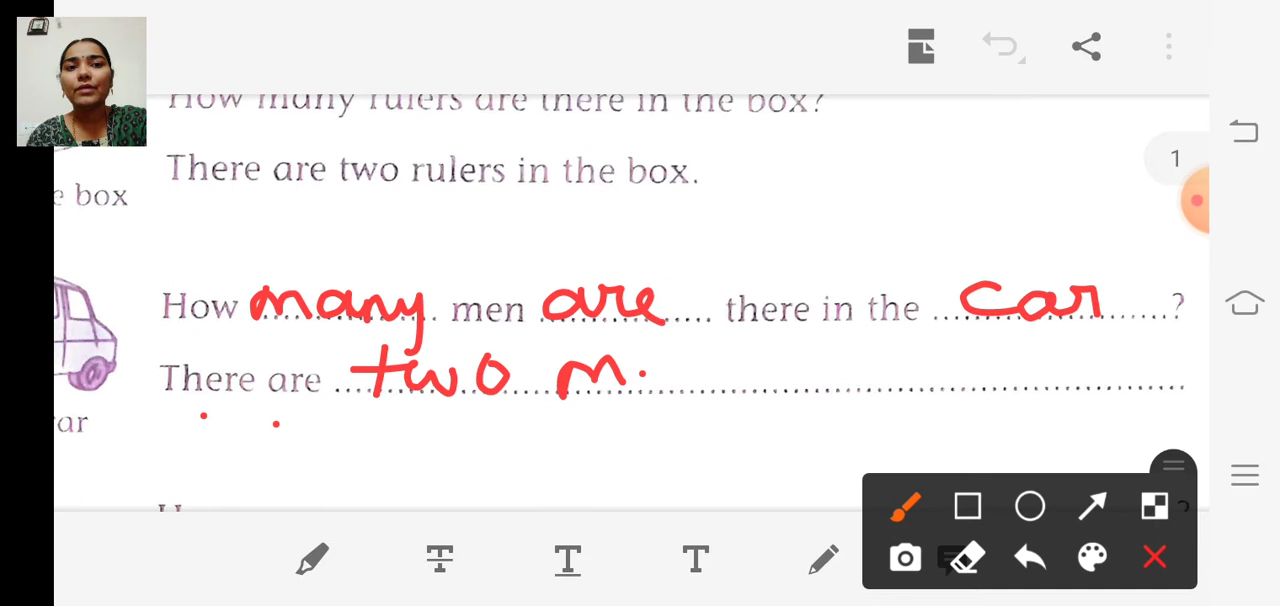 How many rulers are there in the box?
There are two rulers in the box.
1
box
How many men are there in the car ?
There are two m
ar